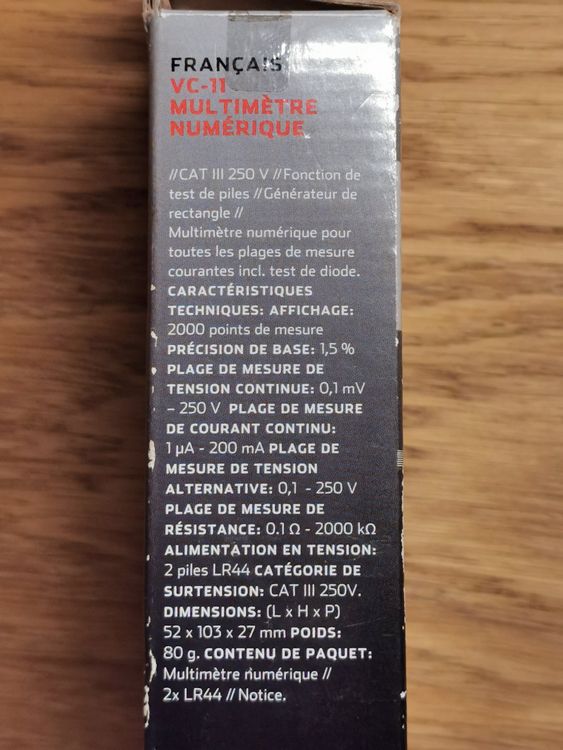 FRANÇAIS
VC-11
MULTIMÈTRE
NUMÉRIQUE
//CAT III 250 V //Fonction de
test de piles //Générateur de
rectangle //
Multimètre numérique pour
toutes les plages de mesure
courantes incl. test de diode.
CARACTÉRISTIQUES
TECHNIQUES: AFFICHAGE:
2000 points de mesure
PRÉCISION DE BASE: 1,5 %
PLAGE DE MESURE DE
TENSION CONTINUE: 0,1 mV
– 250 V PLAGE DE MESURE
DE COURANT CONTINU:
1 µA - 200 mA PLAGE DE
MESURE DE TENSION
ALTERNATIVE: 0,1 - 250 V
PLAGE DE MESURE DE
RÉSISTANCE: 0.1 Ω - 2000 kΩ
ALIMENTATION EN TENSION:
2 piles LR44 CATÉGORIE DE
SURTENSION: CAT III 250V.
DIMENSIONS: (L x H x P)
52 x 103 x 27 mm POIDS:
80 g. CONTENU DE PAQUET:
Multimètre numérique //
2x LR44 // Notice.